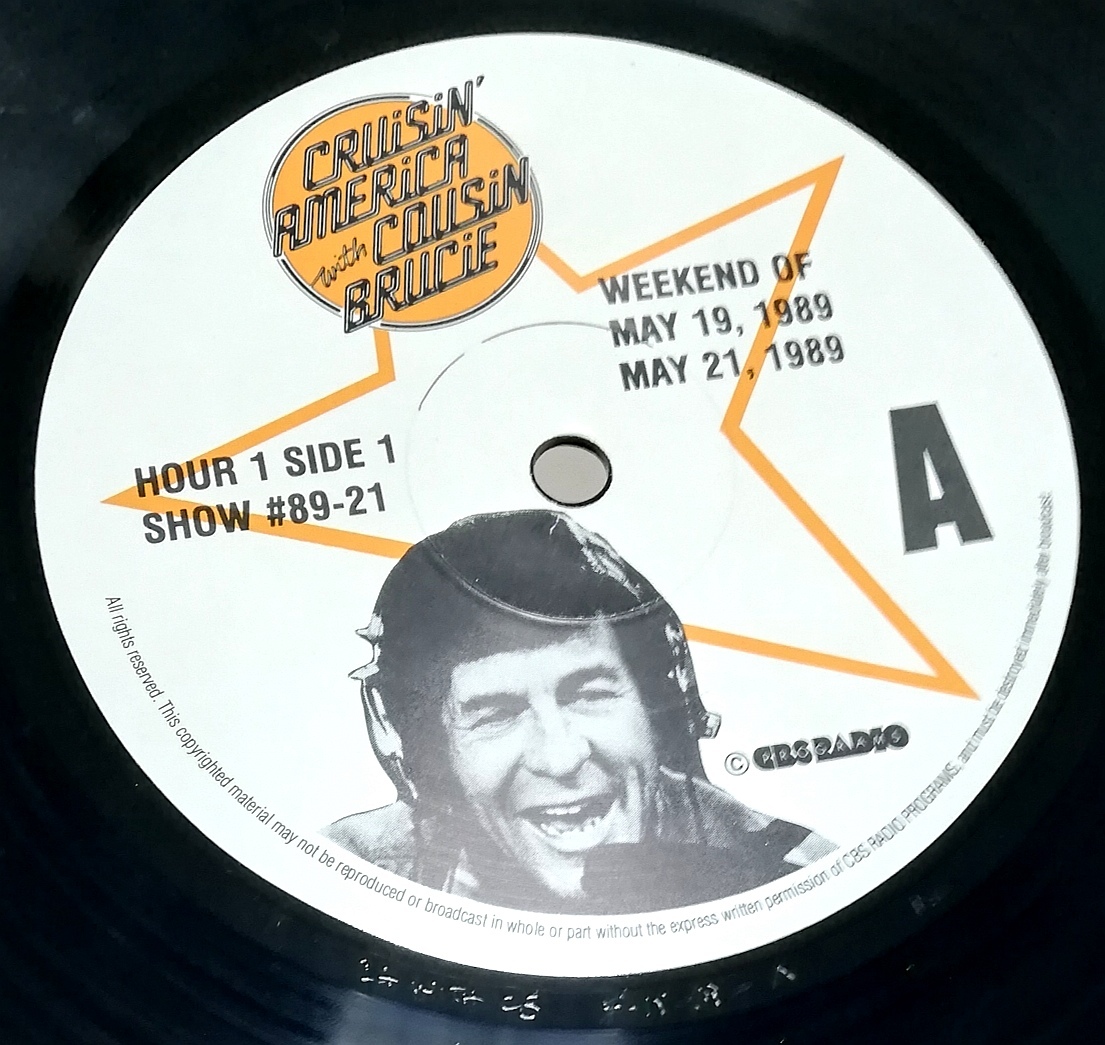 CRUiSiN'
AMERiCA
with COUSiN
BRUCiE
WEEKEND OF
MAY 19, 1989
MAY 21, 1989
HOUR 1 SIDE 1
SHOW #89-21
A
© CBS RADIO
All rights reserved. This copyrighted material may not be reproduced or broadcast in whole or part without the express written permission of CBS RADIO PROGRAMS. and must be destroyed immediately after broadcast.